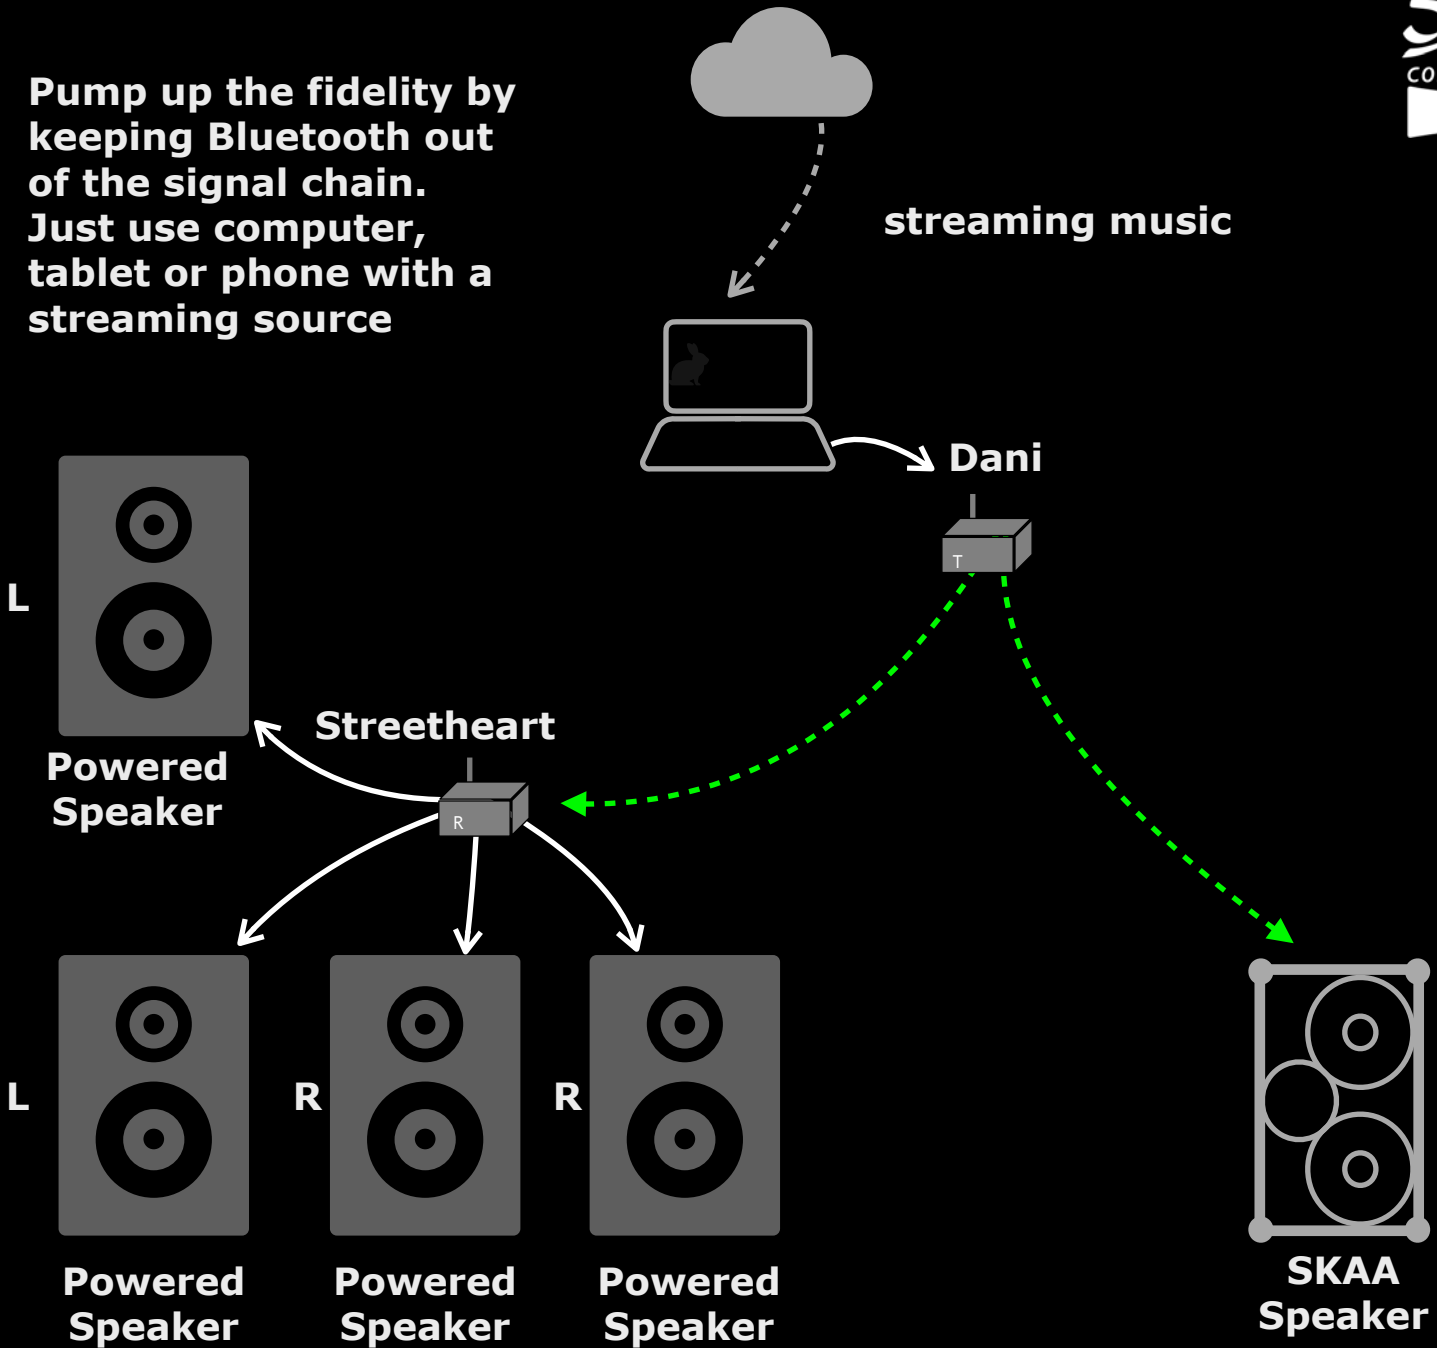 Pump up the fidelity by
keeping Bluetooth out
of the signal chain.
Just use computer,
tablet or phone with a
streaming source
CO
streaming music
Dani
T
L
Streetheart
R
Powered
Speaker
L
R
R
Powered
Speaker
Powered
Speaker
Powered
Speaker
SKAA
Speaker